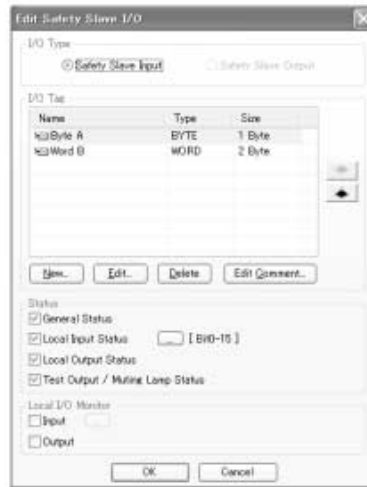 Edit Safety Slave I/O
I/O Type
Safety Slave Input Safety Slave Output
I/O Tag
Name Type Size
Byte A BYTE 1 Byte
Word B WORD 2 Byte
New... Edit... Delete Edit Comment...
Status
General Status
Local Input Status ... [ Bit0-15 ]
Local Output Status
Test Output / Muting Lamp Status
Local I/O Monitor
Input ...
Output
OK Cancel